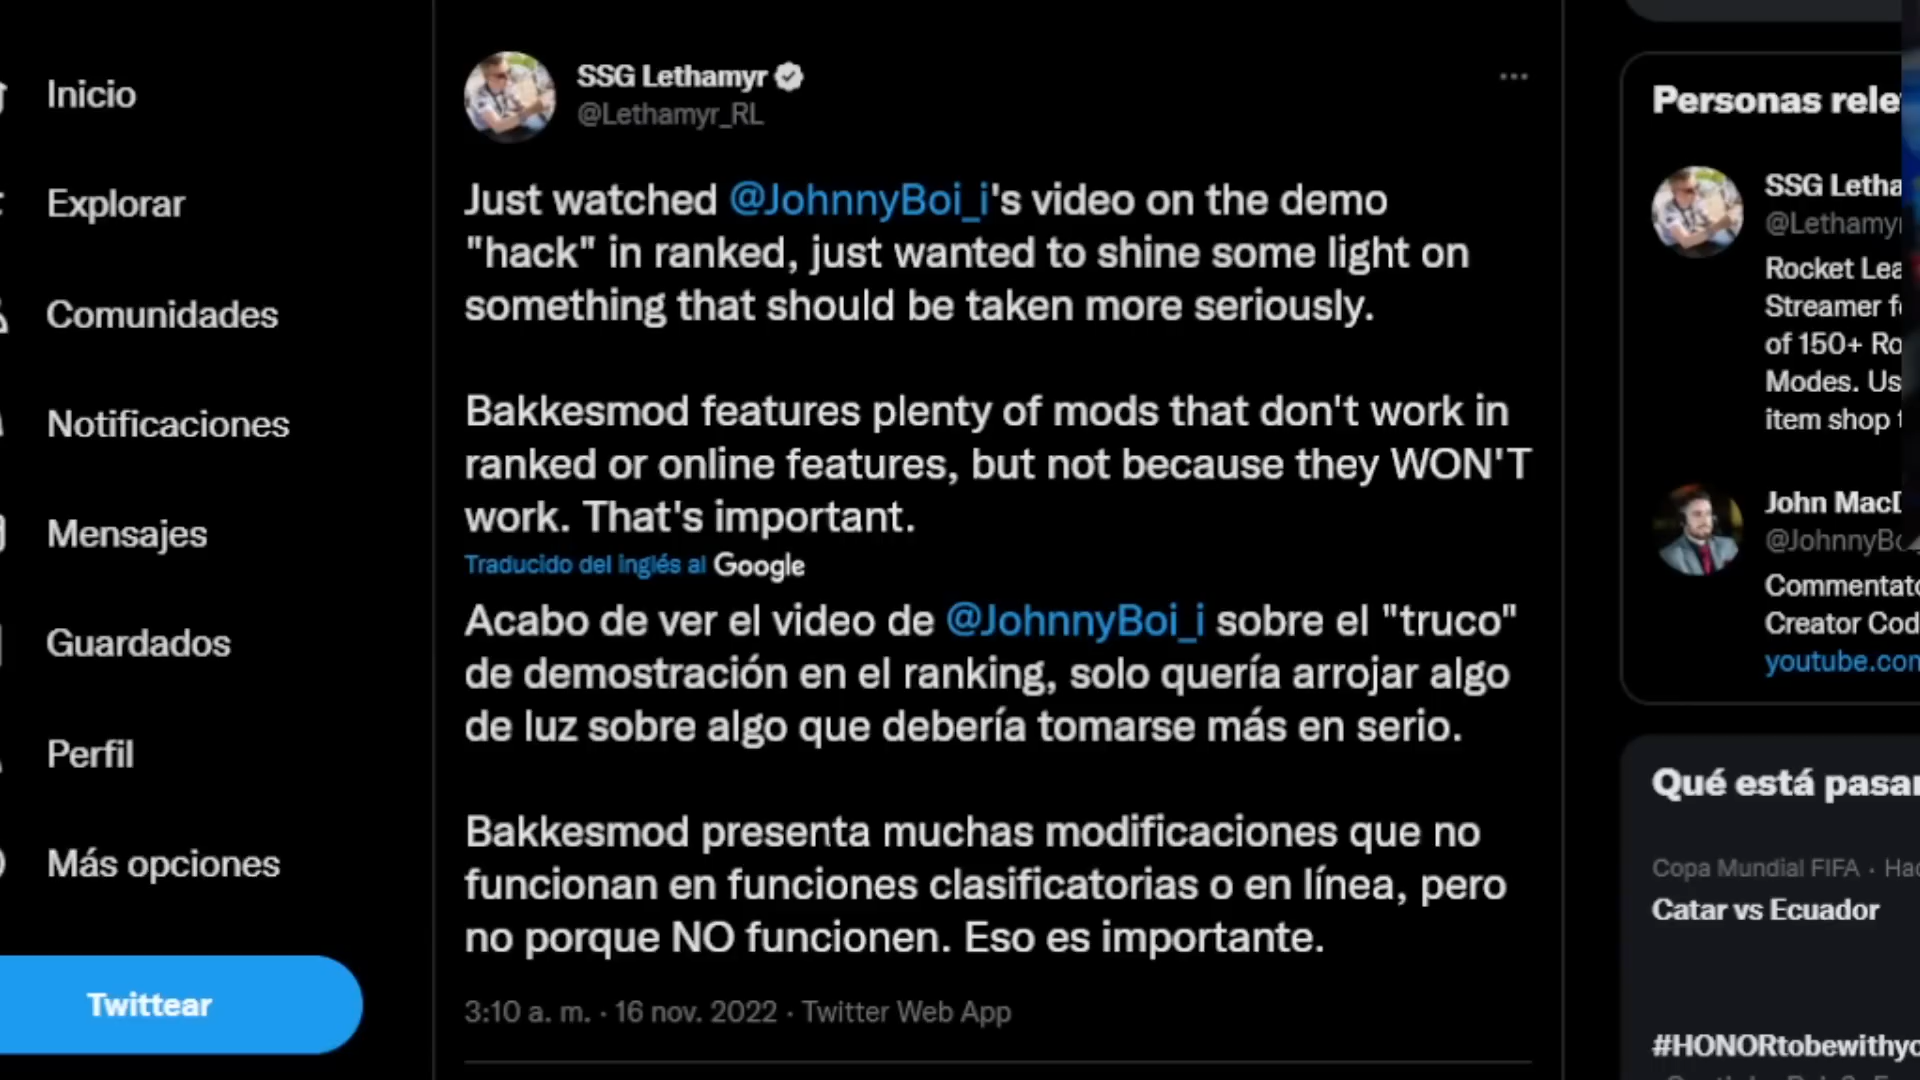 Inicio
Explorar
Comunidades
Notificaciones
Mensajes
Guardados
Perfil
Más opciones
Twittear
SSG Lethamyr
@Lethamyr_RL
Just watched @JohnnyBoi_i's video on the demo
"hack" in ranked, just wanted to shine some light on
something that should be taken more seriously.
Bakkesmod features plenty of mods that don't work in
ranked or online features, but not because they WON'T
work. That's important.
Traducido del inglés al Google
Acabo de ver el video de @JohnnyBoi_i sobre el "truco"
de demostración en el ranking, solo quería arrojar algo
de luz sobre algo que debería tomarse más en serio.
Bakkesmod presenta muchas modificaciones que no
funcionan en funciones clasificatorias o en línea, pero
no porque NO funcionen. Eso es importante.
3:10 a. m. · 16 nov. 2022 · Twitter Web App
Personas rele
SSG Letha
@Lethamyr
Rocket Lea
Streamer f
of 150+ Ro
Modes. Us
item shop
John Mac
@JohnnyBo
Commentato
Creator Cod
youtube.com
Qué está pasan
Copa Mundial FIFA · Hac
Catar vs Ecuador
#HONORtobewithyo